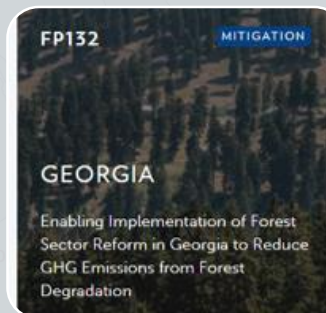 FP132
MITIGATION
GEORGIA
Enabling Implementation of Forest
Sector Reform in Georgia to Reduce
GHG Emissions from Forest
Degradation